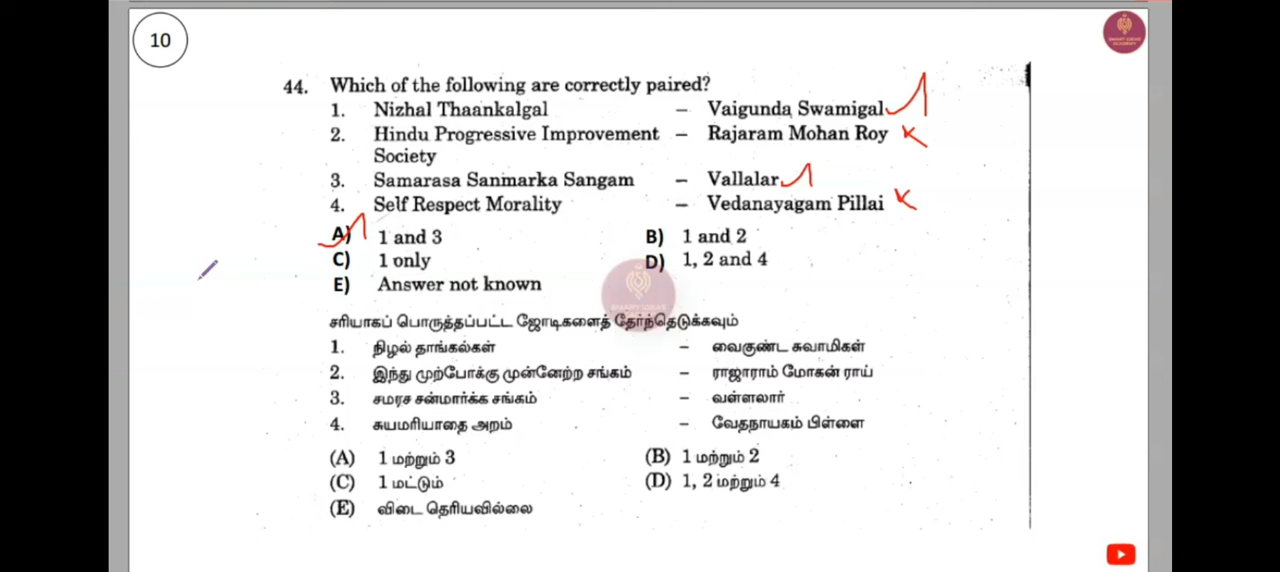 10
44. Which of the following are correctly paired?
1. Nizhal Thaankalgal – Vaigunda Swamigal
2. Hindu Progressive Improvement Society – Rajaram Mohan Roy
3. Samarasa Sanmarka Sangam – Vallalar
4. Self Respect Morality – Vedanayagam Pillai
A) 1 and 3 B) 1 and 2
C) 1 only D) 1, 2 and 4
E) Answer not known
சரியாகப் பொருத்தப்பட்ட ஜோடிகளைத் தேர்ந்தெடுக்கவும்
1. நிழல் தாங்கல்கள் – வைகுண்ட சுவாமிகள்
2. இந்து முற்போக்கு முன்னேற்ற சங்கம் – ராஜாராம் மோகன் ராய்
3. சமரச சன்மார்க்க சங்கம் – வள்ளலார்
4. சுயமரியாதை அறம் – வேதநாயகம் பிள்ளை
(A) 1 மற்றும் 3 (B) 1 மற்றும் 2
(C) 1 மட்டும் (D) 1, 2 மற்றும் 4
(E) விடை தெரியவில்லை